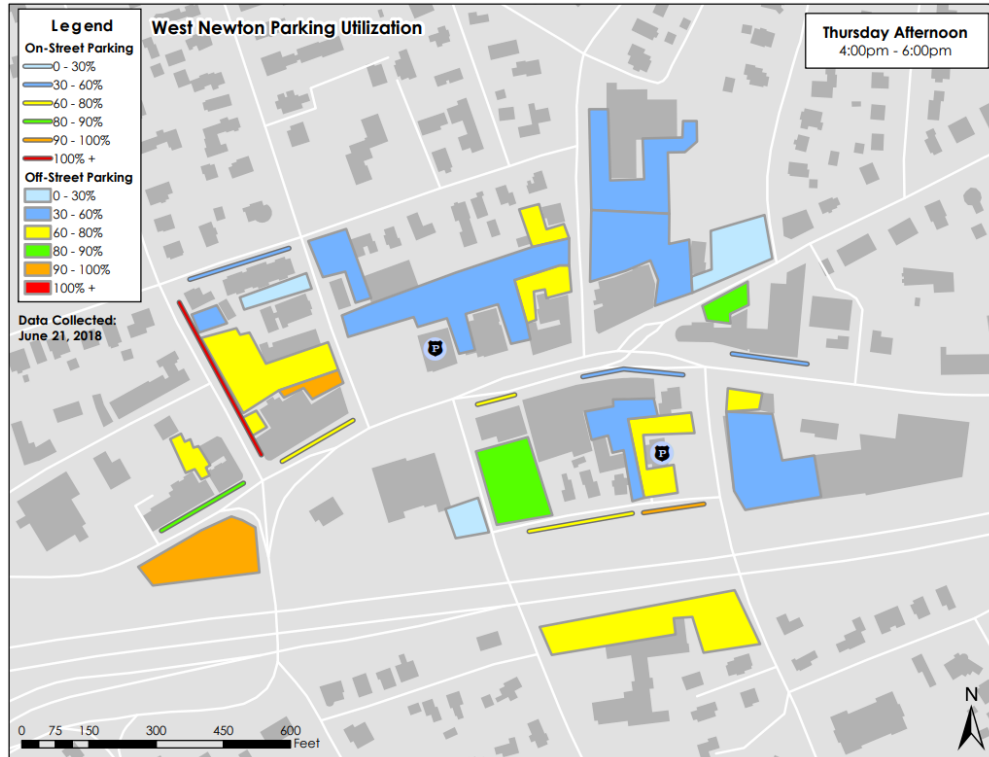 Legend
On-Street Parking
0 - 30%
30 - 60%
60 - 80%
80 - 90%
90 - 100%
100% +
Off-Street Parking
0 - 30%
30 - 60%
60 - 80%
80 - 90%
90 - 100%
100% +
Data Collected:
June 21, 2018
West Newton Parking Utilization
Thursday Afternoon
4:00pm - 6:00pm
P
P
0 75 150 300 450 600
Feet
N